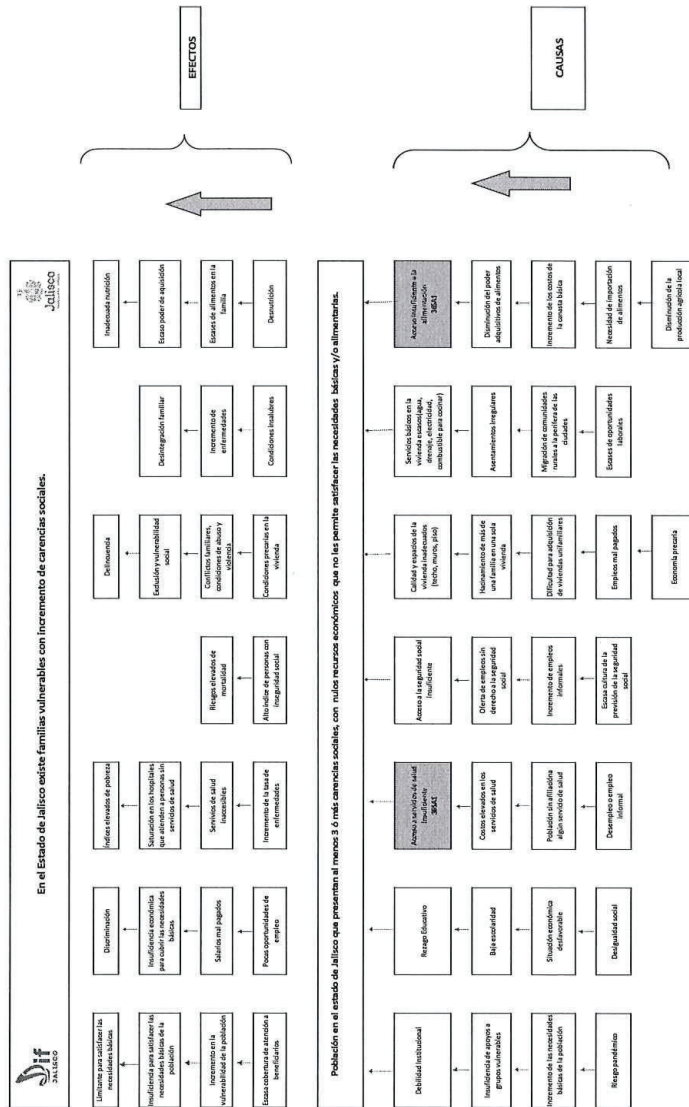 En el Estado de Jalisco existe familias vulnerables con incremento de carencias sociales.
Jif
JALISCO
Jalisco
Limitante para satisfacer las
necesidades básicas
Discriminación
Índices elevados de pobreza
Delincuencia
Inadecuada nutrición
Insuficiencia para satisfacer las
necesidades básicas de la
población
Insuficiencia económica
para cubrir las necesidades
básicas
Saturación en los hospitales
que atienden a personas sin
servicios de salud
Exclusión y vulnerabilidad
social
Desintegración familiar
Escaso poder de aquisición
Incremento en la
vulnerabilidad de la población
Salarios mal pagados
Servivios de salud
inaccesibles
Riesgos elevados de
mortalidad
Conflictos familiares,
condiciones de abuso y
violencia
Incremento de
enfermedades
Escases de alimentos en la
familia
Escasa cobertura de atención a
beneficiarios
Pocas oportunidades de
empleo
Incremento de la tasa de
enfermedades
Alto índice de personas con
inseguridad social
Condiciones precarias en la
vivienda
Condiciones insalubres
Desnutrición
EFECTOS
Población en el estado de Jalisco que presentan al menos 3 ó más carencias sociales, con nulos recursos económicos que no les permite satisfacer las necesidades básicas y/o alimentarias.
Debilidad Institucional
Rezago Educativo
Acceso a servicios de salud
Insuficiente
Acceso a la seguridad social
insuficiente
Calidad y espacios de la
vivienda inadecuados
(techo, muros, piso)
Servicios básicos en la
vivienda escasos(agua,
drenaje, electricidad,
combustible para cocinar)
Acceso insuficiente a la
alimentación
Insuficiencia de apoyos a
grupos vulnerables
Baja escolaridad
Costos elevados en los
servicios de salud
Oferta de empleos sin
derecho a la seguridad
social
Hacinamiento de más de
una familia en una sola
vivienda
Asentamientos irregulares
Disminución del poder
adquisitivos de alimentos
Incremento de las necesidades
básicas de la población
Situación económica
desfavorable
Población sin afiliación a
algún servicio de salud
Incremento de empleos
informales
Dificultad para adquisición
de viviendas unifamiliares
Migración de comunidades
rurales a la perifera de las
ciudades
Incremento de los costos de
la canasta básica
Riesgo pandémico
Desigualdad social
Desempleo o empleo
informal
Escasa cultura de la
previsión de la seguridad
social
Empleos mal pagados
Escases de oportunidades
laborales
Necesidad de importación
de alimentos
Economía precaria
Disminución de la
producción agrícola local
CAUSAS